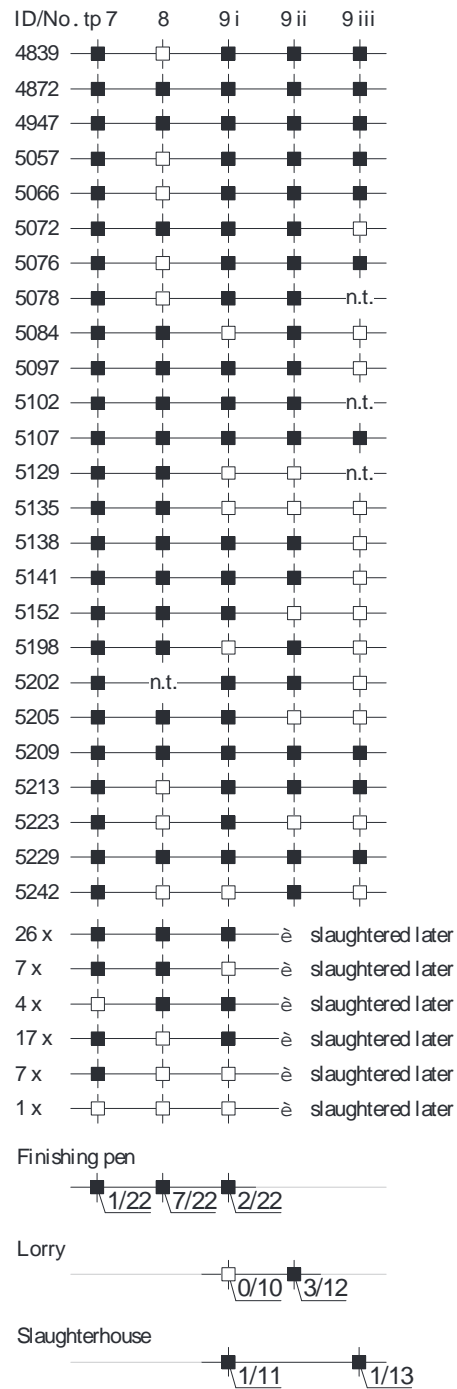 ID/No. tp 7 8 9 i 9 ii 9 iii
4839
4872
4947
5057
5066
5072
5076
5078 n.t.
5084
5097
5102 n.t.
5107
5129 n.t.
5135
5138
5141
5152
5198
5202 n.t.
5205
5209
5213
5223
5229
5242
26 x è slaughtered later
7 x è slaughtered later
4 x è slaughtered later
17 x è slaughtered later
7 x è slaughtered later
1 x è slaughtered later
Finishing pen
1/22 7/22 2/22
Lorry
0/10 3/12
Slaughterhouse
1/11 1/13